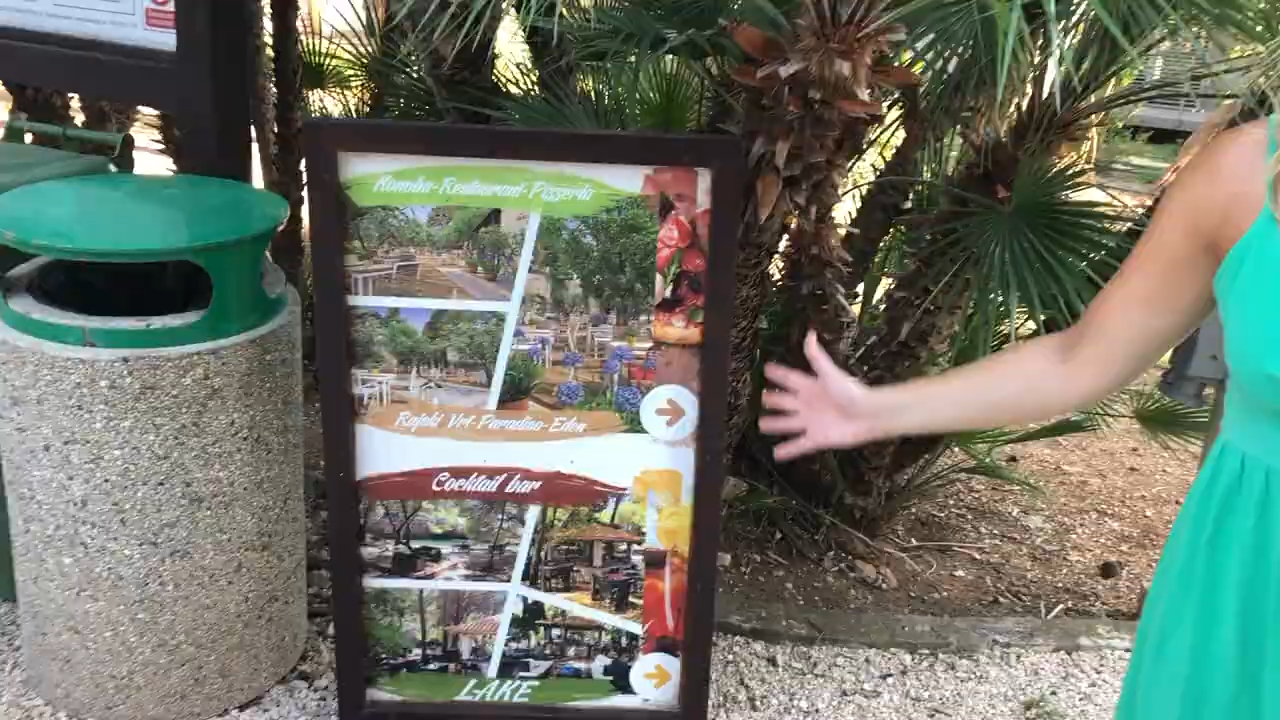 Konoba-Restaurant-Pizzeria
Rajski Vrt-Paradiso-Eden
Cocktail bar
LAKE